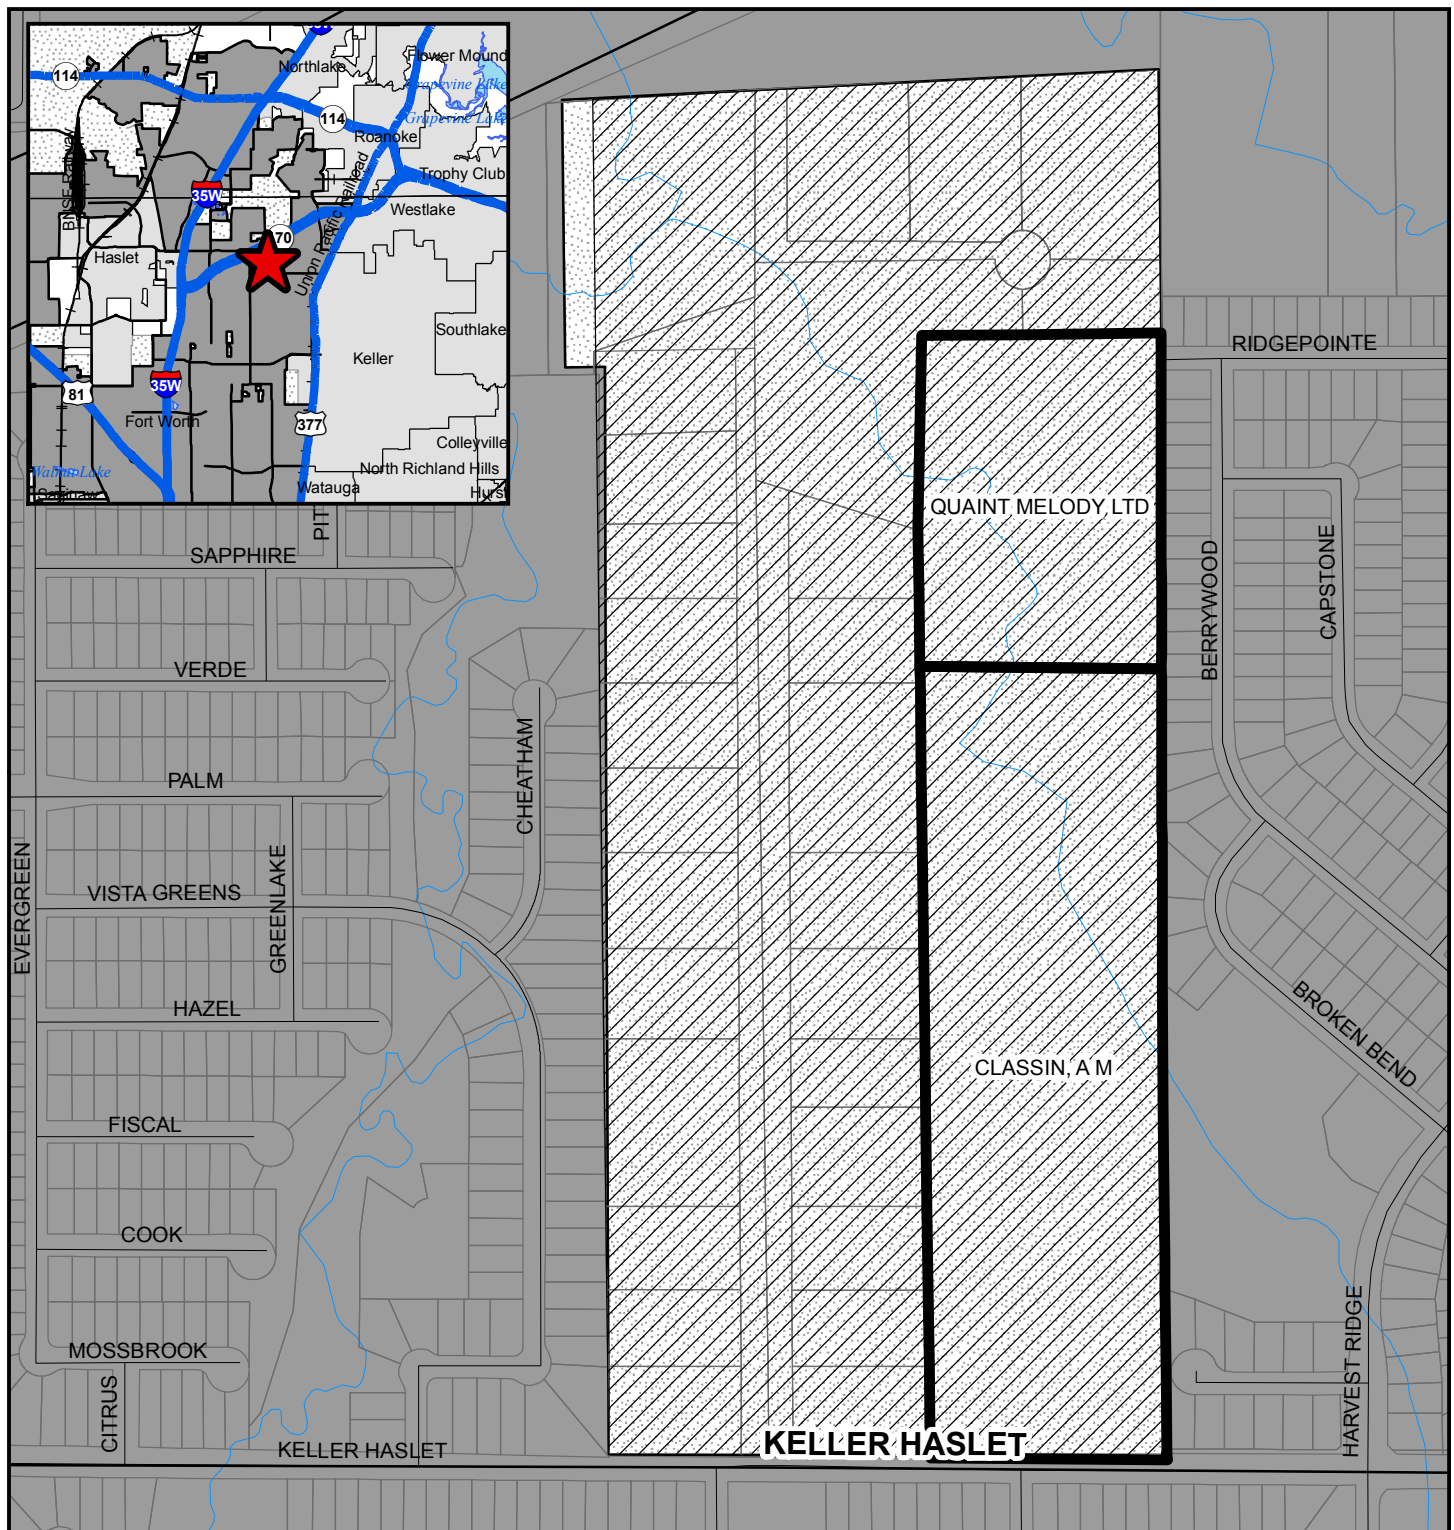 Northlake
Flower Mound
114
Grapevine Lake
114
Roanoke
BNSF Railway
Union Pacific Railroad
Trophy Club
35W
Westlake
Haslet
Southlake
Keller
35W
81
Fort Worth
377
Colleyville
North Richland Hills
Watauga
RIDGEPOINTE
QUAINT MELODY LTD
SAPPHIRE
BERRYWOOD
CAPSTONE
VERDE
CHEATHAM
PALM
EVERGREEN
VISTA GREENS
GREENLAKE
HAZEL
BROKEN BEND
CLASSIN, A M
FISCAL
COOK
MOSSBROOK
CITRUS
HARVEST RIDGE
KELLER HASLET
KELLER HASLET